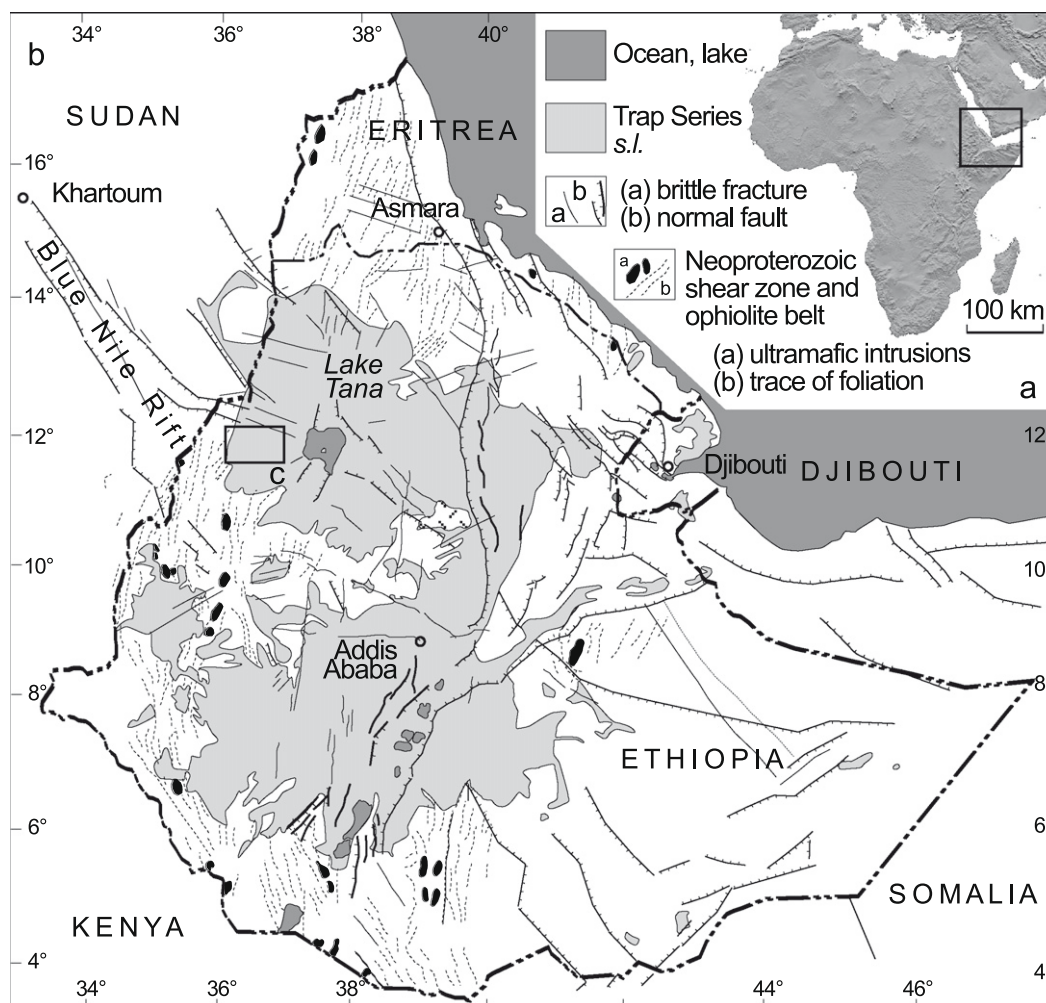 34°
36°
38°
40°
b
SUDAN
ERITREA
Ocean, lake
Trap Series
s.l.
16°
Khartoum
Asmara
b
a
(a) brittle fracture
(b) normal fault
a
b
Neoproterozoic
shear zone and
ophiolite belt
100 km
(a) ultramafic intrusions
(b) trace of foliation
a
Blue Nile Rift
14°
Lake
Tana
12°
12
c
Djibouti
DJIBOUTI
10°
10
Addis
Ababa
8°
8
ETHIOPIA
6°
6
SOMALIA
KENYA
4°
4
34°
36°
38°
42°
44°
46°